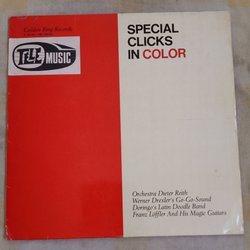 Golden Ring Records
TELE
MUSIC
SPECIAL
CLICKS
IN COLOR
Orchestra Dieter Reith
Werner Drexler's Go-Go-Sound
Doringo's Latin Doodle Band
Franz Löffler And His Magic Guitars